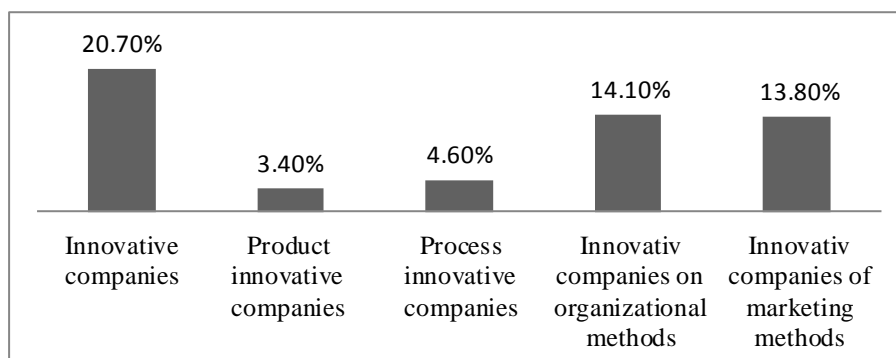 20.70%
3.40%
4.60%
14.10%
13.80%
Innovative
companies
Product
innovative
companies
Process
innovative
companies
Innovativ
companies on
organizational
methods
Innovativ
companies of
marketing
methods